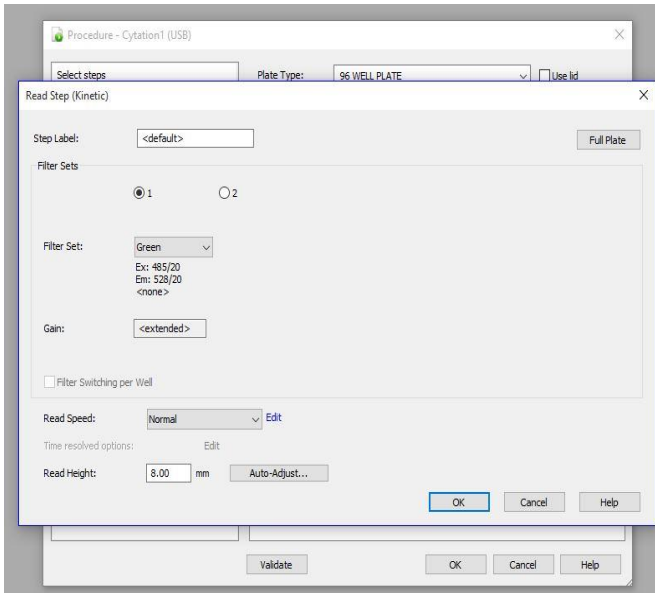 Procedure - Cytation1 (USB)
Select steps
Plate Type: 96 WELL PLATE Use lid
Read Step (Kinetic)
Step Label: <default> Full Plate
Filter Sets
1 2
Filter Set: Green
Ex: 485/20
Em: 528/20
<none>
Gain: <extended>
Filter Switching per Well
Read Speed: Normal Edit
Time resolved options: Edit
Read Height: 8.00 mm Auto-Adjust...
OK Cancel Help
Validate OK Cancel Help